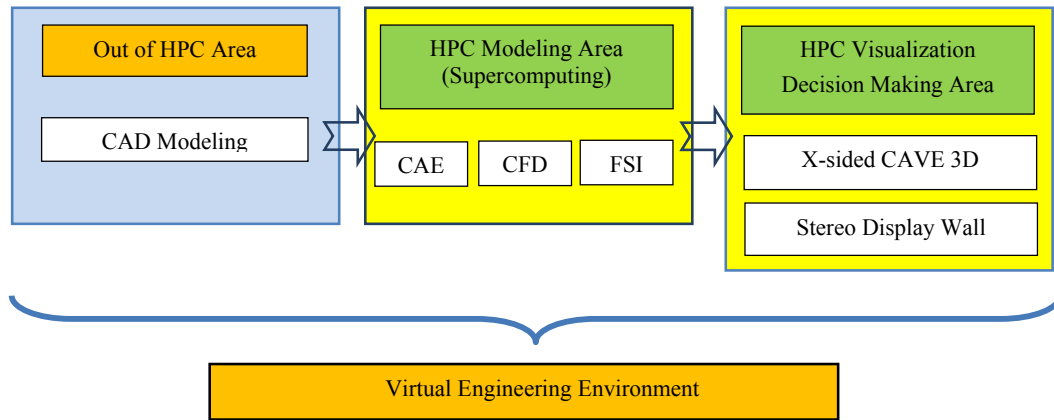 Out of HPC Area
CAD Modeling
HPC Modeling Area
(Supercomputing)
CAE
CFD
FSI
HPC Visualization
Decision Making Area
X-sided CAVE 3D
Stereo Display Wall
Virtual Engineering Environment